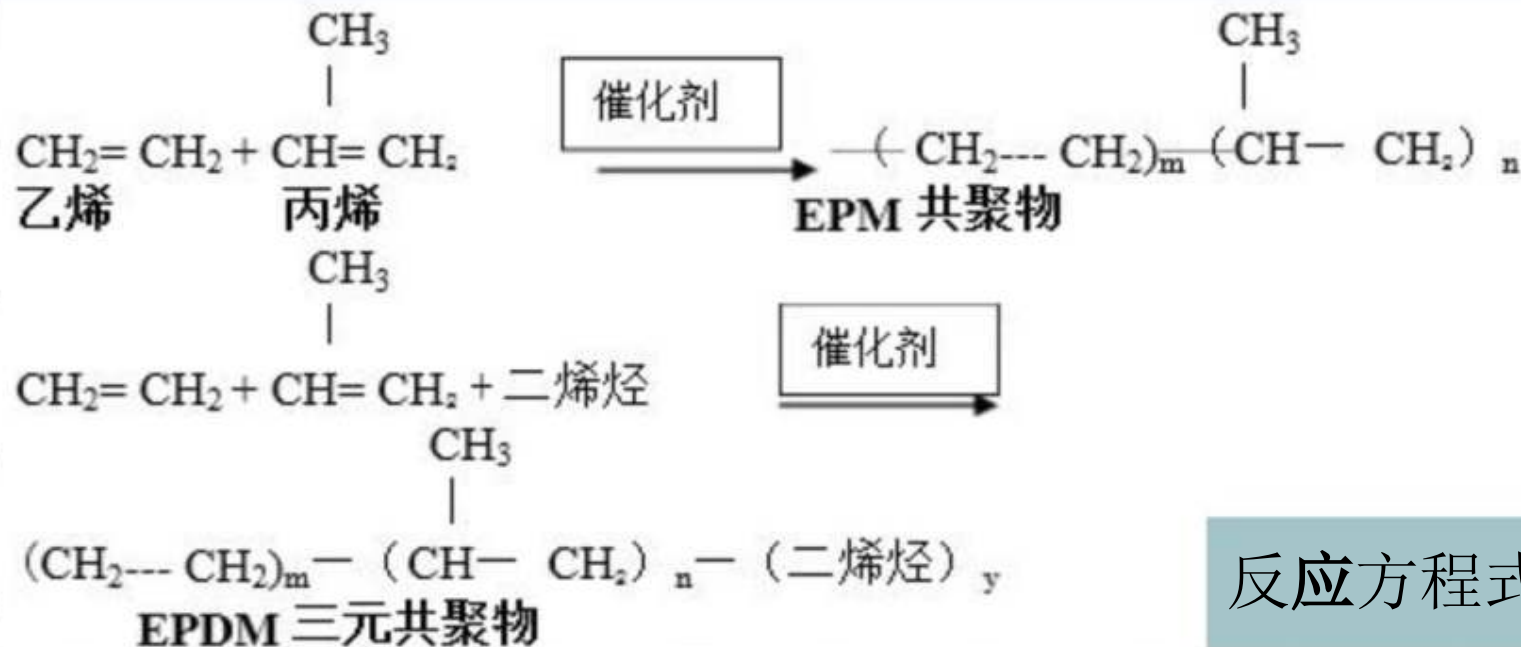 CH₃
|
CH₂= CH₂ + CH= CH₂ 催化剂 —( CH₂--- CH₂)ₘ—(CH— CH₂)ₙ
乙烯 丙烯 EPM 共聚物
CH₃
|
CH₃
|
CH₂= CH₂ + CH= CH₂ + 二烯烃 催化剂
CH₃
|
(CH₂--- CH₂)ₘ— (CH— CH₂)ₙ— (二烯烃)y
EPDM 三元共聚物
反应方程式